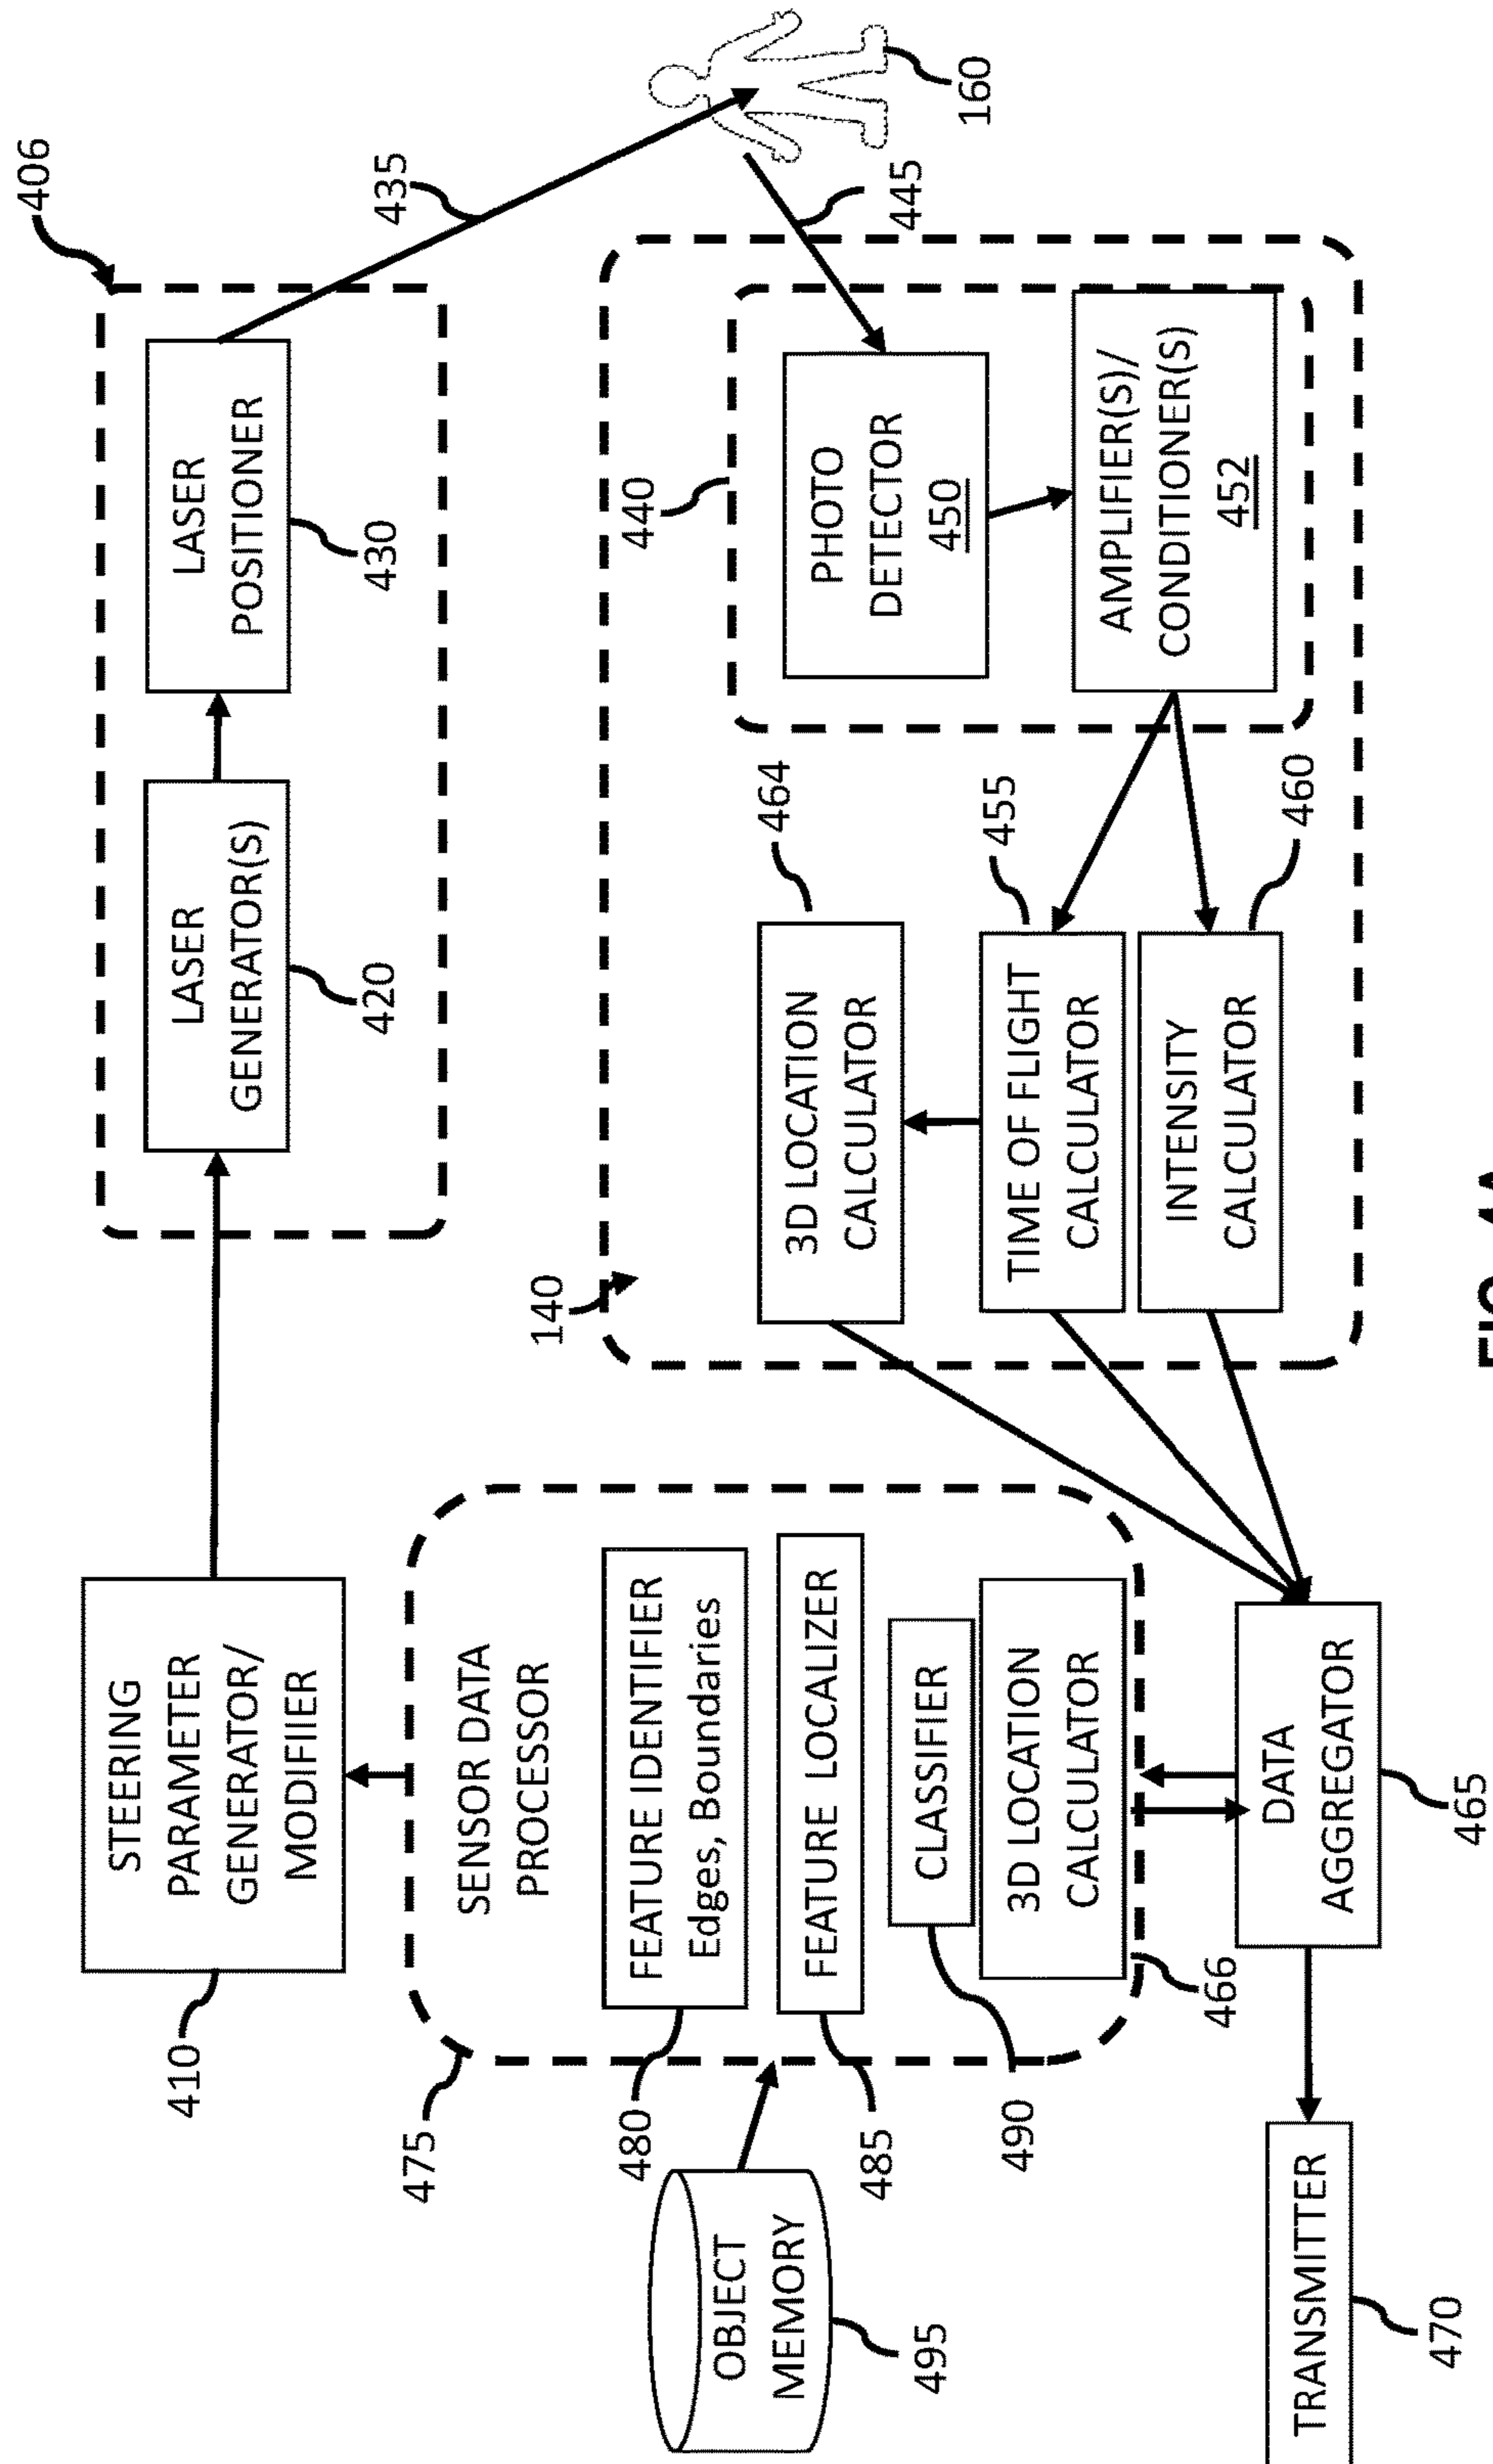 406
STEERING
PARAMETER
GENERATOR/
MODIFIER
410
LASER
GENERATOR(S)
420
LASER
POSITIONER
430
435
160
445
475
SENSOR DATA
PROCESSOR
FEATURE IDENTIFIER
Edges, Boundaries
480
FEATURE LOCALIZER
485
CLASSIFIER
490
3D LOCATION
CALCULATOR
466
OBJECT
MEMORY
495
140
3D LOCATION
CALCULATOR
464
TIME OF FLIGHT
CALCULATOR
455
INTENSITY
CALCULATOR
460
440
PHOTO
DETECTOR
450
AMPLIFIER(S)/
CONDITIONER(S)
452
DATA
AGGREGATOR
465
TRANSMITTER
470
FIG. 4A